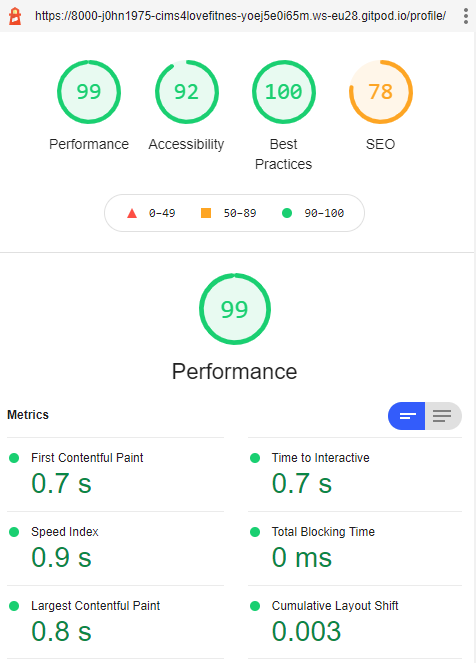 https://8000-j0hn1975-cims4lovefitnes-yoej5e0i65m.ws-eu28.gitpod.io/profile/
99 92 100 78
Performance Accessibility Best Practices SEO
0–49 50–89 90–100
99
Performance
Metrics
First Contentful Paint Time to Interactive
0.7 s 0.7 s
Speed Index Total Blocking Time
0.9 s 0 ms
Largest Contentful Paint Cumulative Layout Shift
0.8 s 0.003